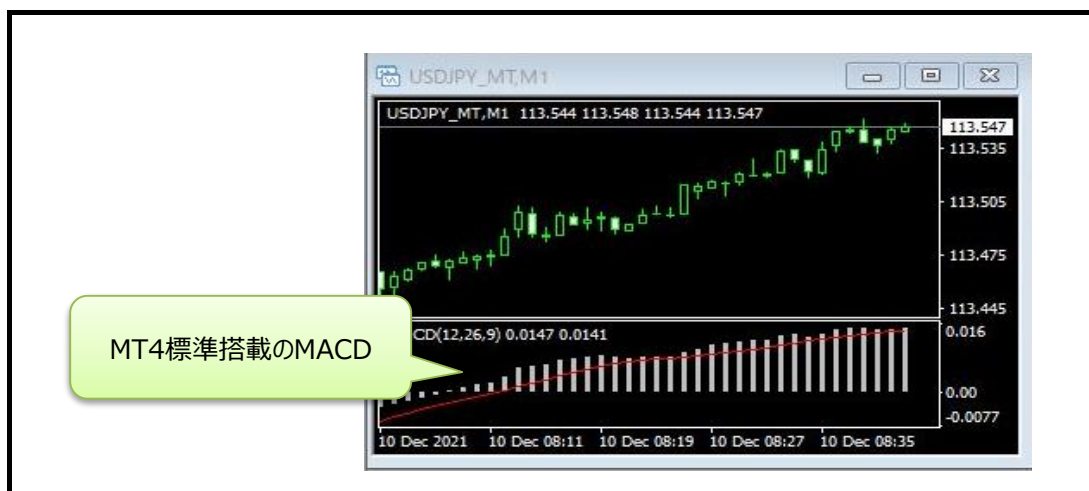 USDJPY_MT,M1
USDJPY_MT,M1 113.544 113.548 113.544 113.547
113.547
113.535
113.505
113.475
113.445
MT4標準搭載のMACD
CD(12,26,9) 0.0147 0.0141
0.016
0.00
-0.0077
10 Dec 2021 10 Dec 08:11 10 Dec 08:19 10 Dec 08:27 10 Dec 08:35